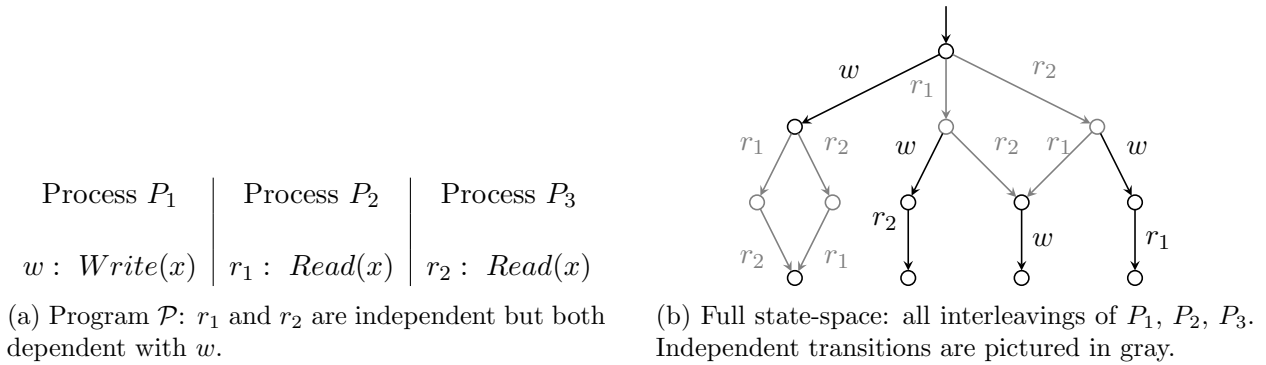 Process P₁ Process P₂ Process P₃
w : Write(x) r₁ : Read(x) r₂ : Read(x)
(a) Program 𝒫: r₁ and r₂ are independent but both
dependent with w.
w r₁ r₂
r₁ r₂ w r₂ r₁ w
r₂ r₁ r₂ w r₁
(b) Full state-space: all interleavings of P₁, P₂, P₃.
Independent transitions are pictured in gray.